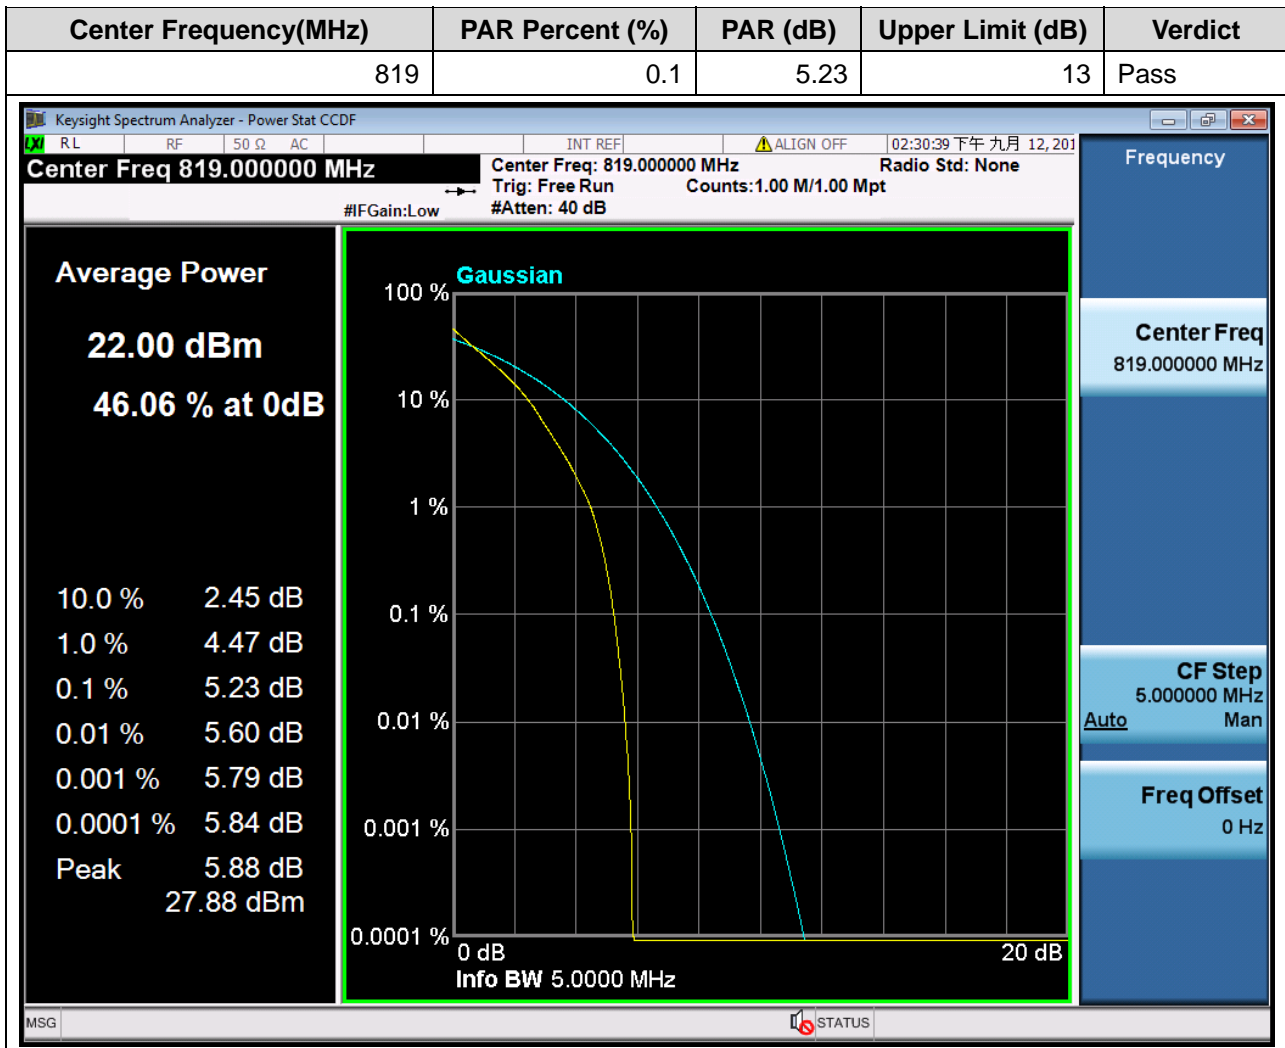 Center Frequency(MHz) PAR Percent (%) PAR (dB) Upper Limit (dB) Verdict
819 0.1 5.23 13 Pass
Keysight Spectrum Analyzer - Power Stat CCDF
LXI RL RF 50 Ω AC INT REF ALIGN OFF 02:30:39 下午 九月 12, 201
Center Freq 819.000000 MHz
#IFGain:Low
Center Freq: 819.000000 MHz Radio Std: None
Trig: Free Run Counts:1.00 M/1.00 Mpt
#Atten: 40 dB
Average Power
22.00 dBm
46.06 % at 0dB
10.0 % 2.45 dB
1.0 % 4.47 dB
0.1 % 5.23 dB
0.01 % 5.60 dB
0.001 % 5.79 dB
0.0001 % 5.84 dB
Peak 5.88 dB
27.88 dBm
Gaussian
100 %
10 %
1 %
0.1 %
0.01 %
0.001 %
0.0001 %
0 dB 20 dB
Info BW 5.0000 MHz
Frequency
Center Freq
819.000000 MHz
CF Step
5.000000 MHz
Auto Man
Freq Offset
0 Hz
MSG STATUS